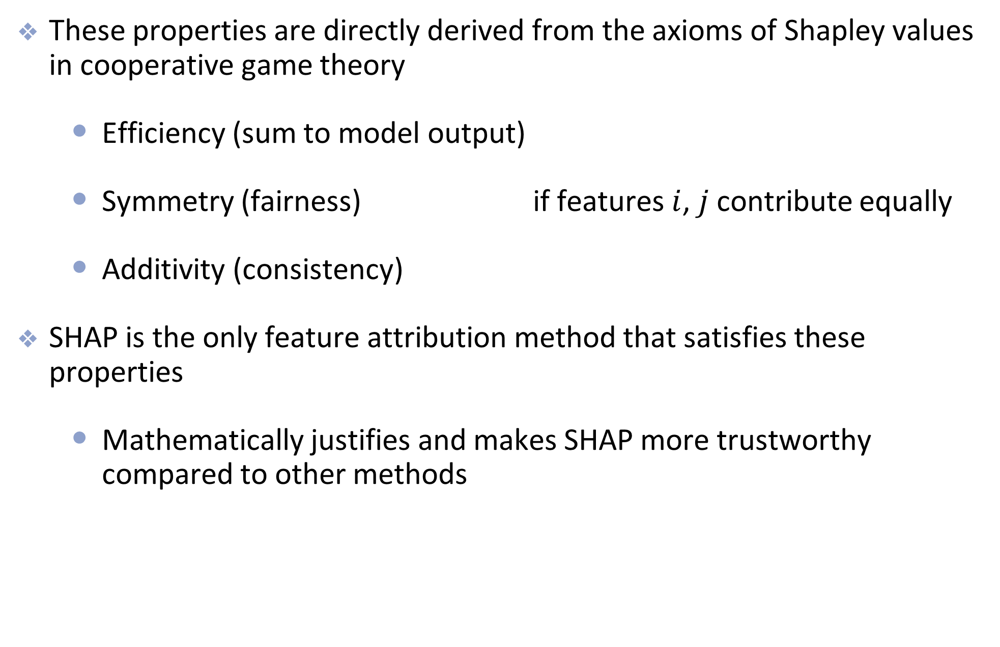 ❖ These properties are directly derived from the axioms of Shapley values
in cooperative game theory
• Efficiency (sum to model output)
• Symmetry (fairness) if features 𝑖, 𝑗 contribute equally
• Additivity (consistency)
❖ SHAP is the only feature attribution method that satisfies these
properties
• Mathematically justifies and makes SHAP more trustworthy
compared to other methods